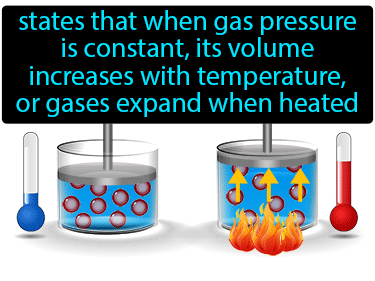 states that when gas pressure
is constant, its volume
increases with temperature,
or gases expand when heated